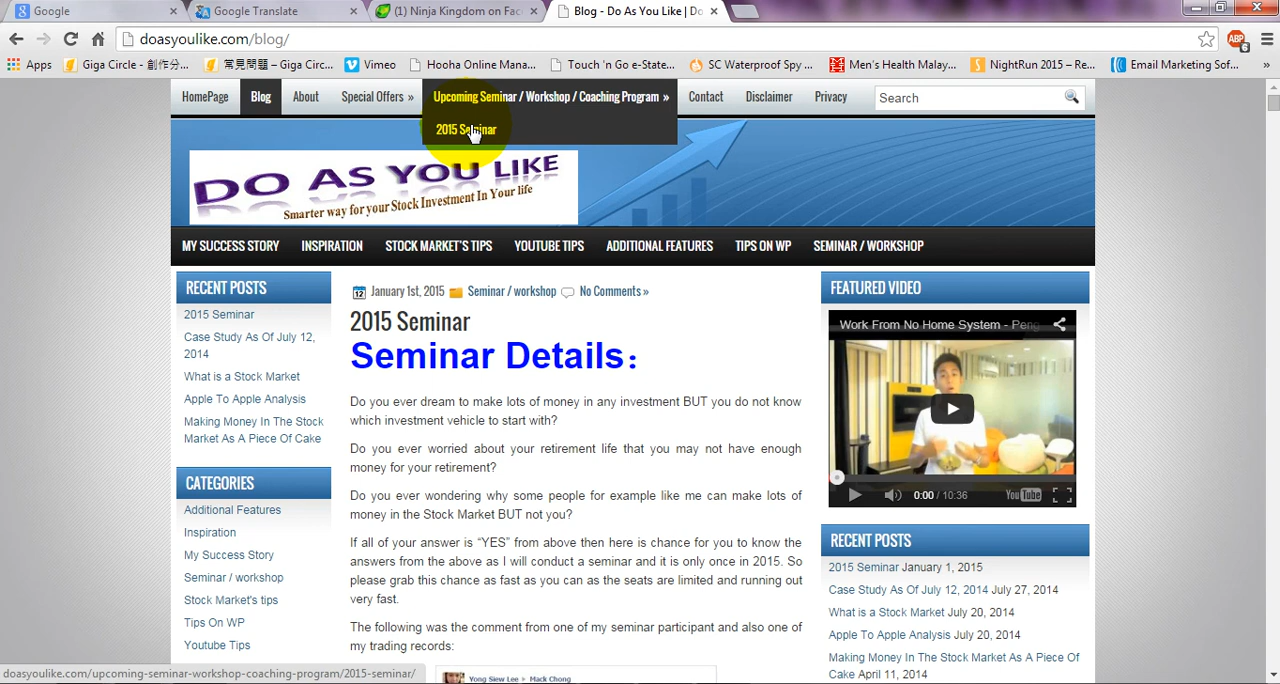 Google
Google Translate
(1) Ninja Kingdom on Fac
Blog - Do As You Like | Do
doasyoulike.com/blog/
ABP
6
Apps
Giga Circle - 創作分...
常見問題 – Giga Circ...
Vimeo
Hooha Online Mana...
Touch 'n Go e-State...
SC Waterproof Spy ...
Men's Health Malay...
NightRun 2015 – Re...
Email Marketing Sof...
»
HomePage
Blog
About
Special Offers »
Upcoming Seminar / Workshop / Coaching Program »
Contact
Disclaimer
Privacy
Search
2015 Seminar
DO AS YOU LIKE
Smarter way for your Stock Investment In Your life
MY SUCCESS STORY
INSPIRATION
STOCK MARKET'S TIPS
YOUTUBE TIPS
ADDITIONAL FEATURES
TIPS ON WP
SEMINAR / WORKSHOP
RECENT POSTS
2015 Seminar
Case Study As Of July 12,
2014
What is a Stock Market
Apple To Apple Analysis
Making Money In The Stock
Market As A Piece Of Cake
CATEGORIES
Additional Features
Inspiration
My Success Story
Seminar / workshop
Stock Market's tips
Tips On WP
Youtube Tips
12
January 1st, 2015
Seminar / workshop
No Comments »
2015 Seminar
Seminar Details：
Do you ever dream to make lots of money in any investment BUT you do not know
which investment vehicle to start with?
Do you ever worried about your retirement life that you may not have enough
money for your retirement?
Do you ever wondering why some people for example like me can make lots of
money in the Stock Market BUT not you?
If all of your answer is “YES” from above then here is chance for you to know the
answers from the above as I will conduct a seminar and it is only once in 2015. So
please grab this chance as fast as you can as the seats are limited and running out
very fast.
The following was the comment from one of my seminar participant and also one of
my trading records:
Yong Siew Lee ▸ Mack Chong
FEATURED VIDEO
Work From No Home System - Peng
0:00 / 10:36
YouTube
RECENT POSTS
2015 Seminar January 1, 2015
Case Study As Of July 12, 2014 July 27, 2014
What is a Stock Market July 20, 2014
Apple To Apple Analysis July 20, 2014
Making Money In The Stock Market As A Piece Of
Cake April 11, 2014
doasyoulike.com/upcoming-seminar-workshop-coaching-program/2015-seminar/